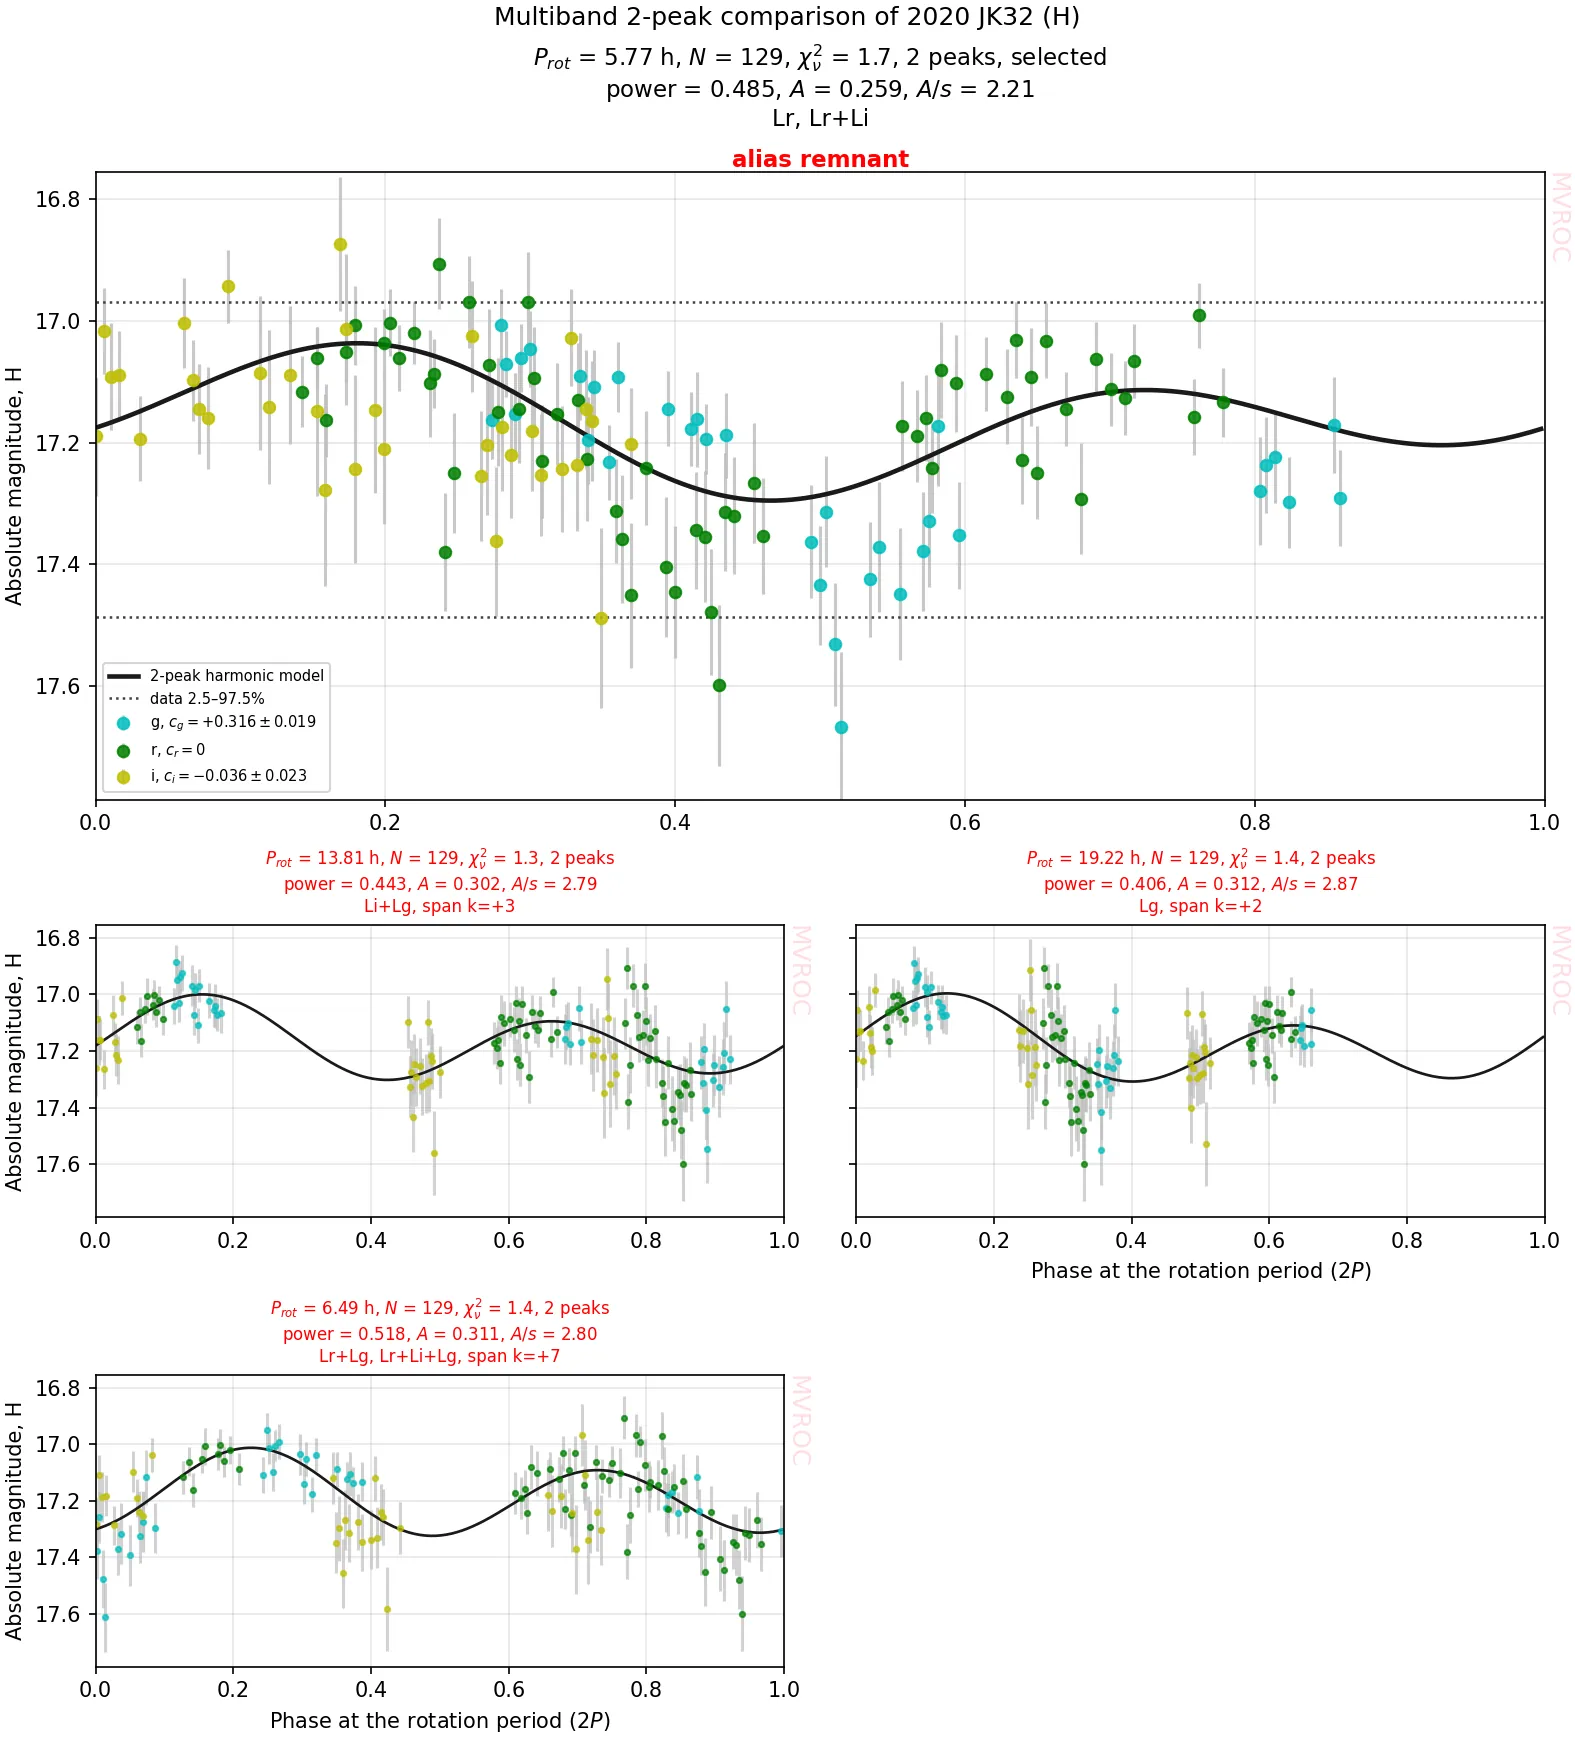 Multiband 2-peak comparison of 2020 JK32 (H)
P_rot = 5.77 h, N = 129, χ²_ν = 1.7, 2 peaks, selected
power = 0.485, A = 0.259, A/s = 2.21
Lr, Lr+Li
alias remnant
MVROC
Absolute magnitude, H
16.8
17.0
17.2
17.4
17.6
2-peak harmonic model
data 2.5–97.5%
g, c_g = +0.316 ± 0.019
r, c_r = 0
i, c_i = −0.036 ± 0.023
0.0 0.2 0.4 0.6 0.8 1.0
P_rot = 13.81 h, N = 129, χ²_ν = 1.3, 2 peaks
power = 0.443, A = 0.302, A/s = 2.79
Li+Lg, span k=+3
MVROC
Absolute magnitude, H
16.8
17.0
17.2
17.4
17.6
0.0 0.2 0.4 0.6 0.8 1.0
P_rot = 19.22 h, N = 129, χ²_ν = 1.4, 2 peaks
power = 0.406, A = 0.312, A/s = 2.87
Lg, span k=+2
MVROC
0.0 0.2 0.4 0.6 0.8 1.0
Phase at the rotation period (2P)
P_rot = 6.49 h, N = 129, χ²_ν = 1.4, 2 peaks
power = 0.518, A = 0.311, A/s = 2.80
Lr+Lg, Lr+Li+Lg, span k=+7
MVROC
Absolute magnitude, H
16.8
17.0
17.2
17.4
17.6
0.0 0.2 0.4 0.6 0.8 1.0
Phase at the rotation period (2P)